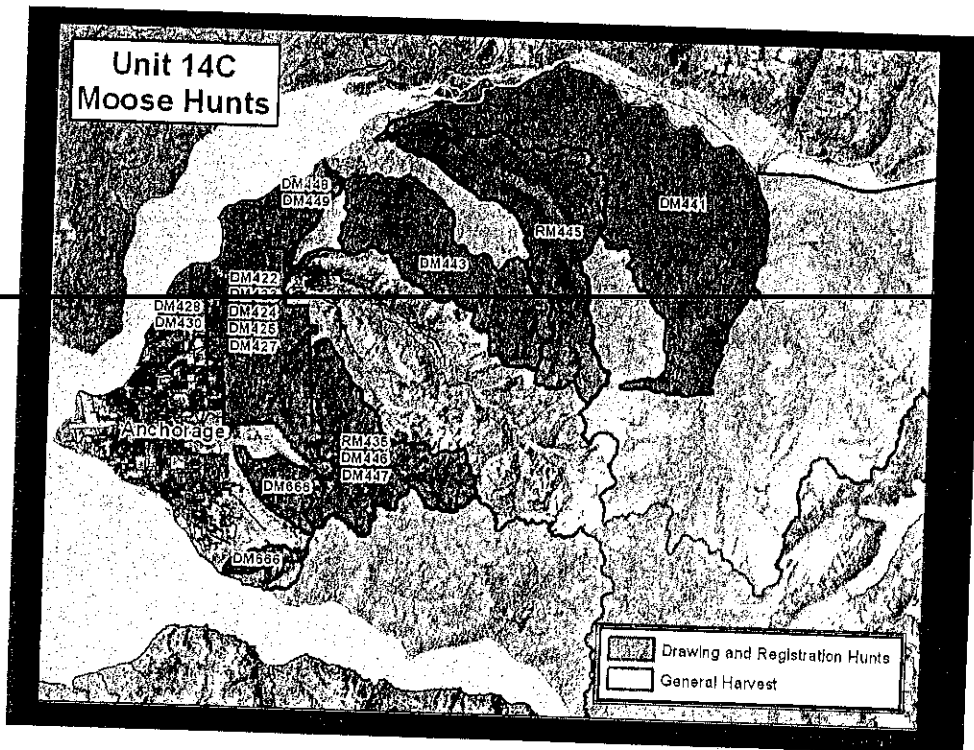 Unit 14C
Moose Hunts
DM448
DM449
DM441
RM445
DM443
DM422
DM424
DM425
DM427
DM428
DM430
Anchorage
RM435
DM446
DM447
DM666
DM666
Drawing and Registration Hunts
General Harvest